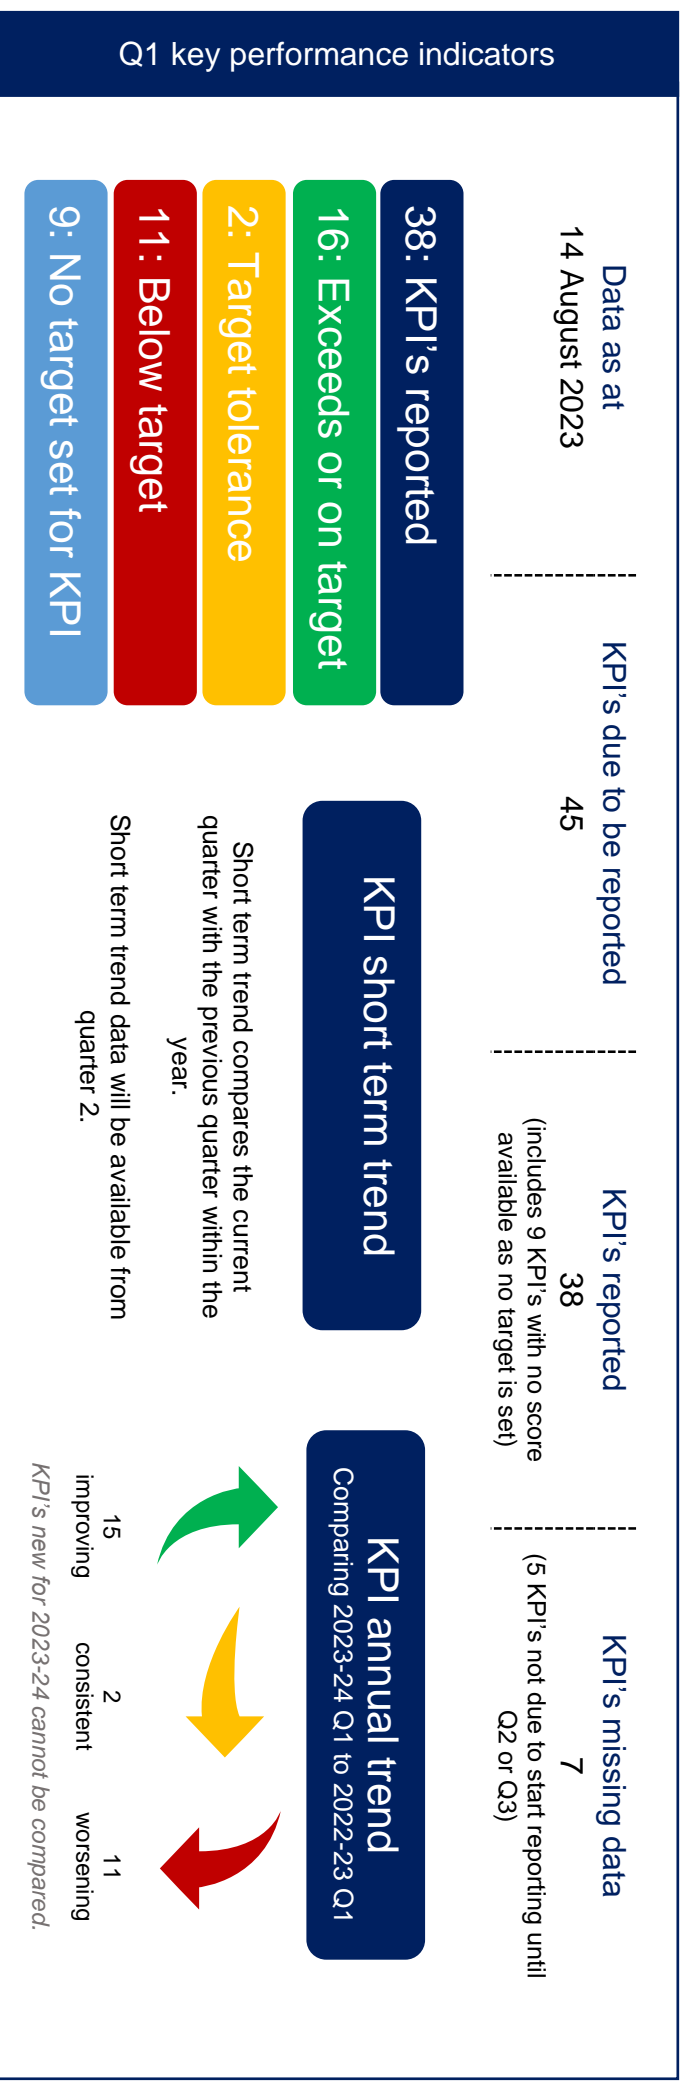 Q1 key performance indicators
Data as at
14 August 2023
KPI's due to be reported
45
KPI's reported
38
(includes 9 KPI's with no score
available as no target is set)
KPI's missing data
7
(5 KPI's not due to start reporting until
Q2 or Q3)
38: KPI's reported
16: Exceeds or on target
2: Target tolerance
11: Below target
9: No target set for KPI
KPI short term trend
Short term trend compares the current
quarter with the previous quarter within the
year.
Short term trend data will be available from
quarter 2.
KPI annual trend
Comparing 2023-24 Q1 to 2022-23 Q1
15
improving
2
consistent
11
worsening
KPI's new for 2023-24 cannot be compared.